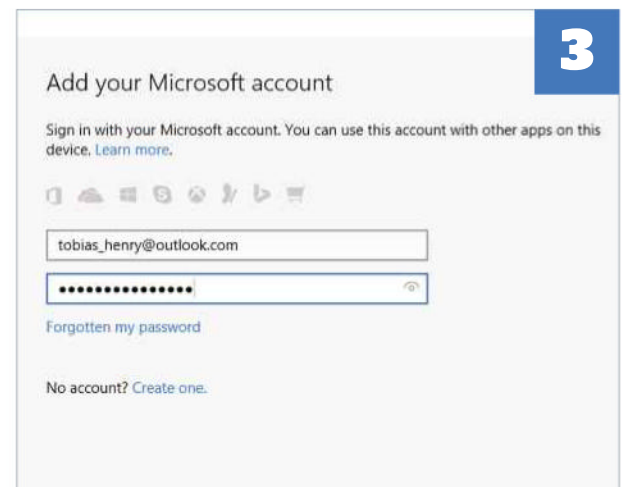 3
Add your Microsoft account
Sign in with your Microsoft account. You can use this account with other apps on this
device. Learn more.
tobias_henry@outlook.com
•••••••••••••••
Forgotten my password
No account? Create one.